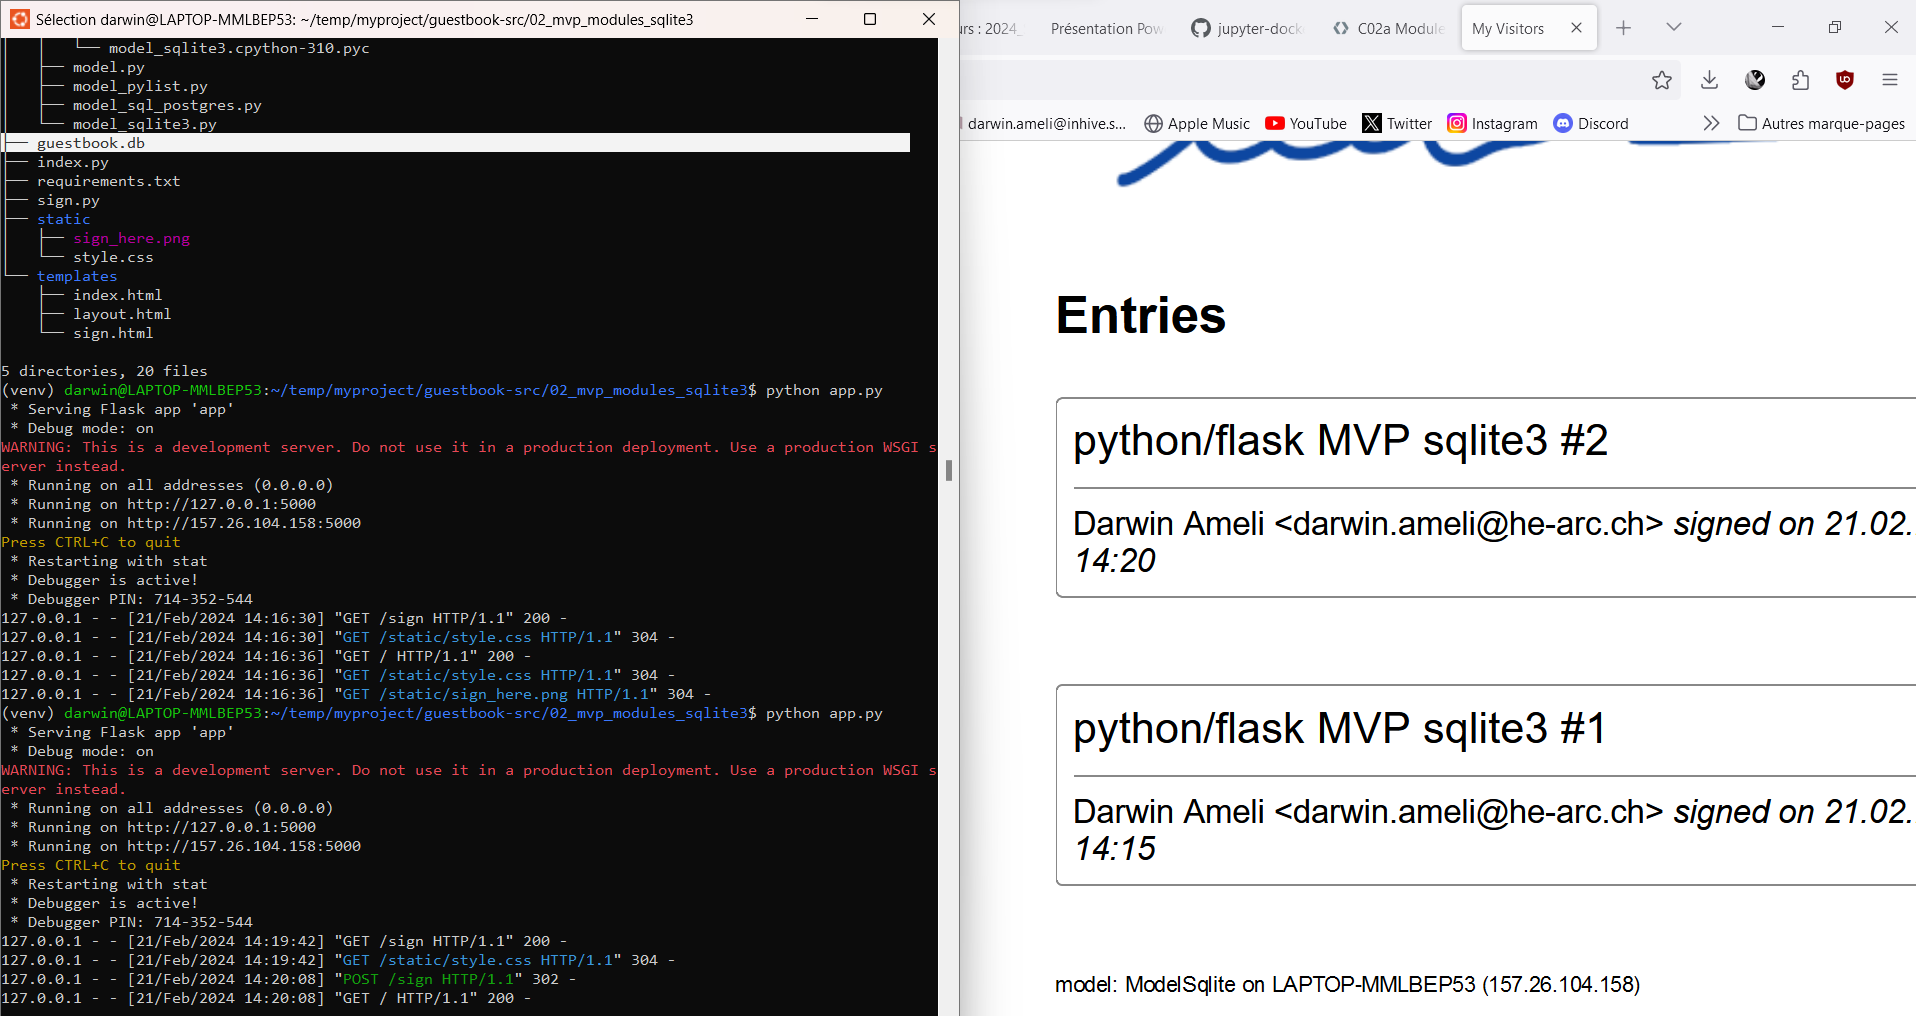 Sélection darwin@LAPTOP-MMLBEP53: ~/temp/myproject/guestbook-src/02_mvp_modules_sqlite3
│   │   └── model_sqlite3.cpython-310.pyc
│   ├── model.py
│   ├── model_pylist.py
│   ├── model_sql_postgres.py
│   └── model_sqlite3.py
├── guestbook.db
├── index.py
├── requirements.txt
├── sign.py
├── static
│   ├── sign_here.png
│   └── style.css
└── templates
    ├── index.html
    ├── layout.html
    └── sign.html
5 directories, 20 files
(venv) darwin@LAPTOP-MMLBEP53:~/temp/myproject/guestbook-src/02_mvp_modules_sqlite3$ python app.py
 * Serving Flask app 'app'
 * Debug mode: on
WARNING: This is a development server. Do not use it in a production deployment. Use a production WSGI s
erver instead.
 * Running on all addresses (0.0.0.0)
 * Running on http://127.0.0.1:5000
 * Running on http://157.26.104.158:5000
Press CTRL+C to quit
 * Restarting with stat
 * Debugger is active!
 * Debugger PIN: 714-352-544
127.0.0.1 - - [21/Feb/2024 14:16:30] "GET /sign HTTP/1.1" 200 -
127.0.0.1 - - [21/Feb/2024 14:16:30] "GET /static/style.css HTTP/1.1" 304 -
127.0.0.1 - - [21/Feb/2024 14:16:36] "GET / HTTP/1.1" 200 -
127.0.0.1 - - [21/Feb/2024 14:16:36] "GET /static/style.css HTTP/1.1" 304 -
127.0.0.1 - - [21/Feb/2024 14:16:36] "GET /static/sign_here.png HTTP/1.1" 304 -
(venv) darwin@LAPTOP-MMLBEP53:~/temp/myproject/guestbook-src/02_mvp_modules_sqlite3$ python app.py
 * Serving Flask app 'app'
 * Debug mode: on
WARNING: This is a development server. Do not use it in a production deployment. Use a production WSGI s
erver instead.
 * Running on all addresses (0.0.0.0)
 * Running on http://127.0.0.1:5000
 * Running on http://157.26.104.158:5000
Press CTRL+C to quit
 * Restarting with stat
 * Debugger is active!
 * Debugger PIN: 714-352-544
127.0.0.1 - - [21/Feb/2024 14:19:42] "GET /sign HTTP/1.1" 200 -
127.0.0.1 - - [21/Feb/2024 14:19:42] "GET /static/style.css HTTP/1.1" 304 -
127.0.0.1 - - [21/Feb/2024 14:20:08] "POST /sign HTTP/1.1" 302 -
127.0.0.1 - - [21/Feb/2024 14:20:08] "GET / HTTP/1.1" 200 -
urs : 2024_ Présentation Pow jupyter-dock C02a Module My Visitors
darwin.ameli@inhive.s... Apple Music YouTube Twitter Instagram Discord Autres marque-pages
Entries
python/flask MVP sqlite3 #2
Darwin Ameli <darwin.ameli@he-arc.ch> signed on 21.02.
14:20
python/flask MVP sqlite3 #1
Darwin Ameli <darwin.ameli@he-arc.ch> signed on 21.02.
14:15
model: ModelSqlite on LAPTOP-MMLBEP53 (157.26.104.158)